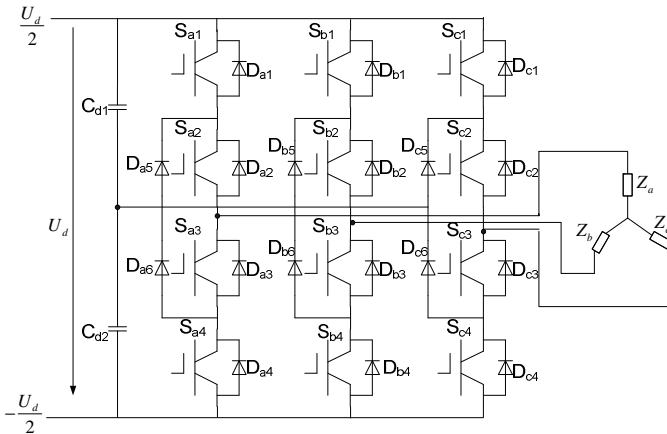 U_d/2
S_a1 S_b1 S_c1
D_a1 D_b1 D_c1
C_d1
S_a2 S_b2 S_c2
D_a5 D_a2 D_b5 D_b2 D_c5 D_c2
Z_a
U_d
S_a3 S_b3 S_c3
Z_b
D_a6 D_a3 D_b6 D_b3 D_c6 D_c3
C_d2
S_a4 S_b4 S_c4
D_a4 D_b4 D_c4
-U_d/2